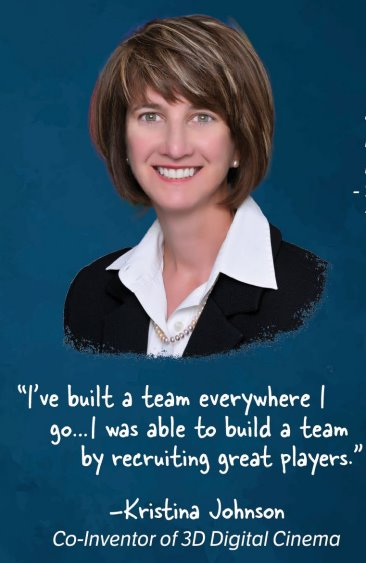 “I’ve built a team everywhere I
go...I was able to build a team
by recruiting great players.”
–Kristina Johnson
Co-Inventor of 3D Digital Cinema